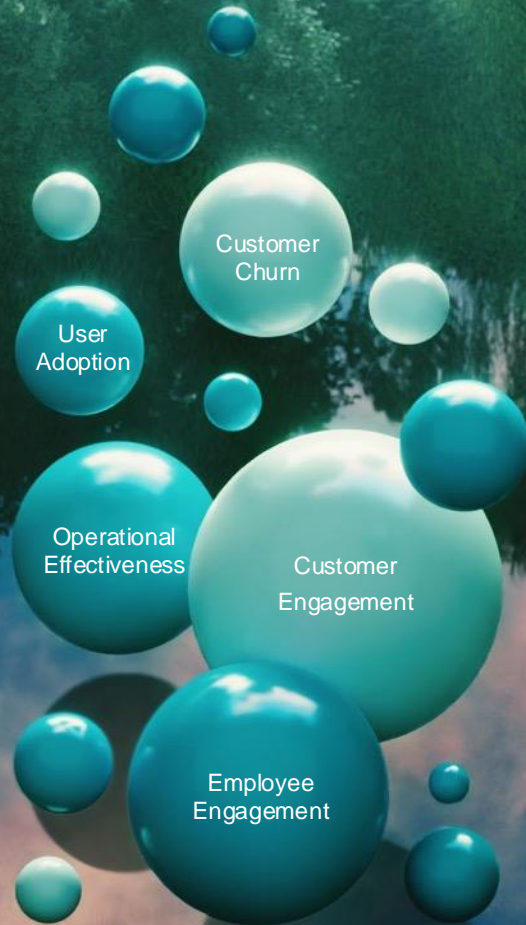 Customer
Churn
User
Adoption
Operational
Effectiveness
Customer
Engagement
Employee
Engagement